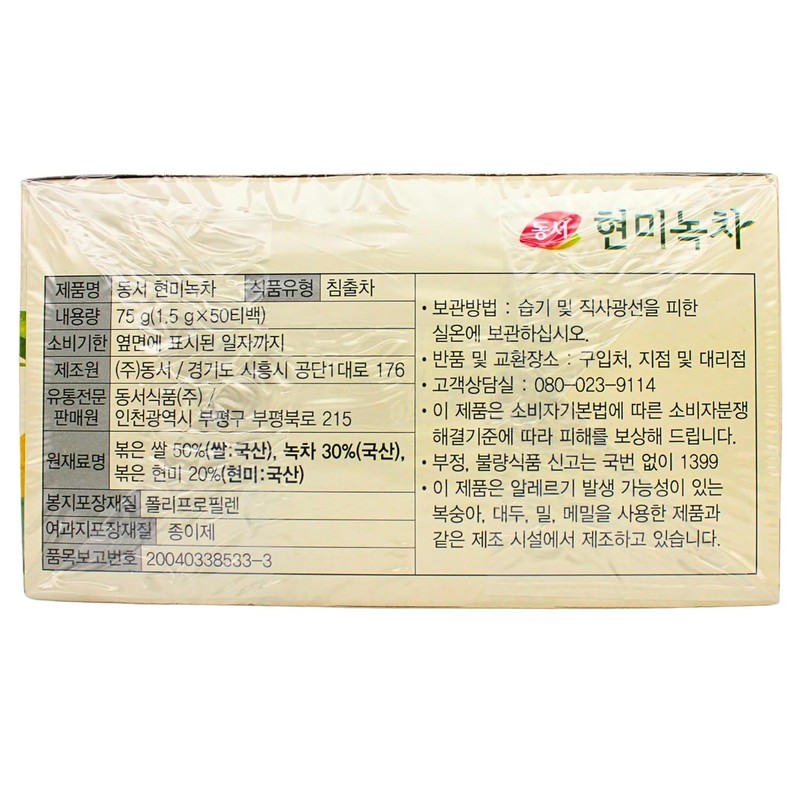 동서 현미녹차
제품명 동서 현미녹차 식품유형 침출차
내용량 75 g(1.5 g×50티백)
소비기한 옆면에 표시된 일자까지
제조원 (주)동서 / 경기도 시흥시 공단1대로 176
유통전문판매원 동서식품(주) /
인천광역시 부평구 부평북로 215
원재료명 볶은 쌀 50%(쌀:국산), 녹차 30%(국산),
볶은 현미 20%(현미:국산)
봉지포장재질 폴리프로필렌
여과지포장재질 종이제
품목보고번호 20040338533-3
• 보관방법 : 습기 및 직사광선을 피한
실온에 보관하십시오.
• 반품 및 교환장소 : 구입처, 지점 및 대리점
• 고객상담실 : 080-023-9114
• 이 제품은 소비자기본법에 따른 소비자분쟁
해결기준에 따라 피해를 보상해 드립니다.
• 부정, 불량식품 신고는 국번 없이 1399
• 이 제품은 알레르기 발생 가능성이 있는
복숭아, 대두, 밀, 메밀을 사용한 제품과
같은 제조 시설에서 제조하고 있습니다.